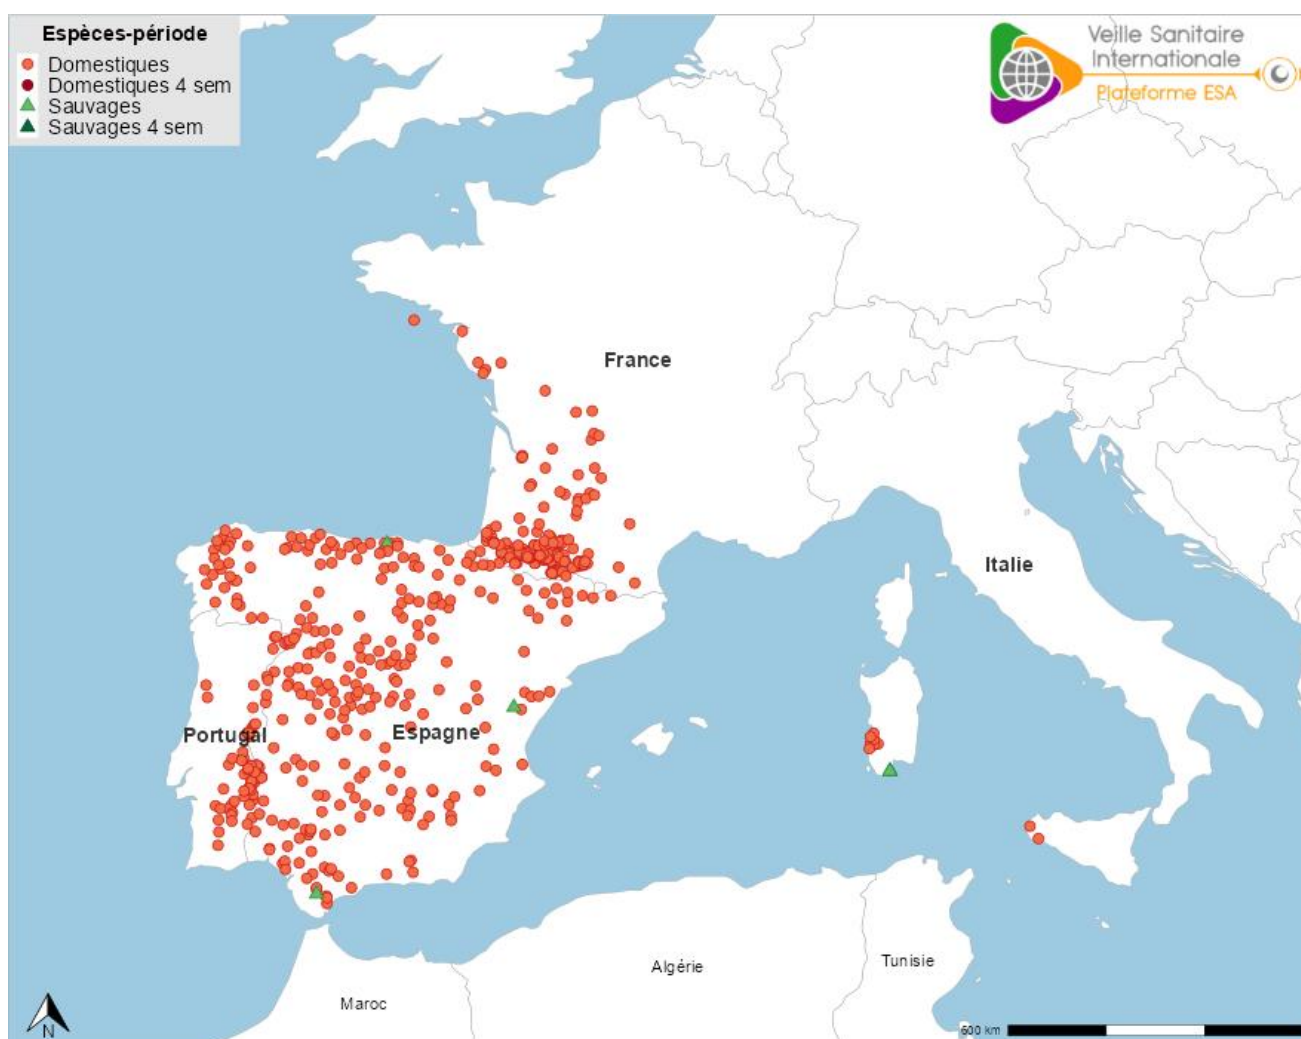 Espèces-période
Domestiques
Domestiques 4 sem
Sauvages
Sauvages 4 sem
Veille Sanitaire
Internationale
Plateforme ESA
France
Italie
Portugal
Espagne
Algérie
Tunisie
Maroc
N
600 km